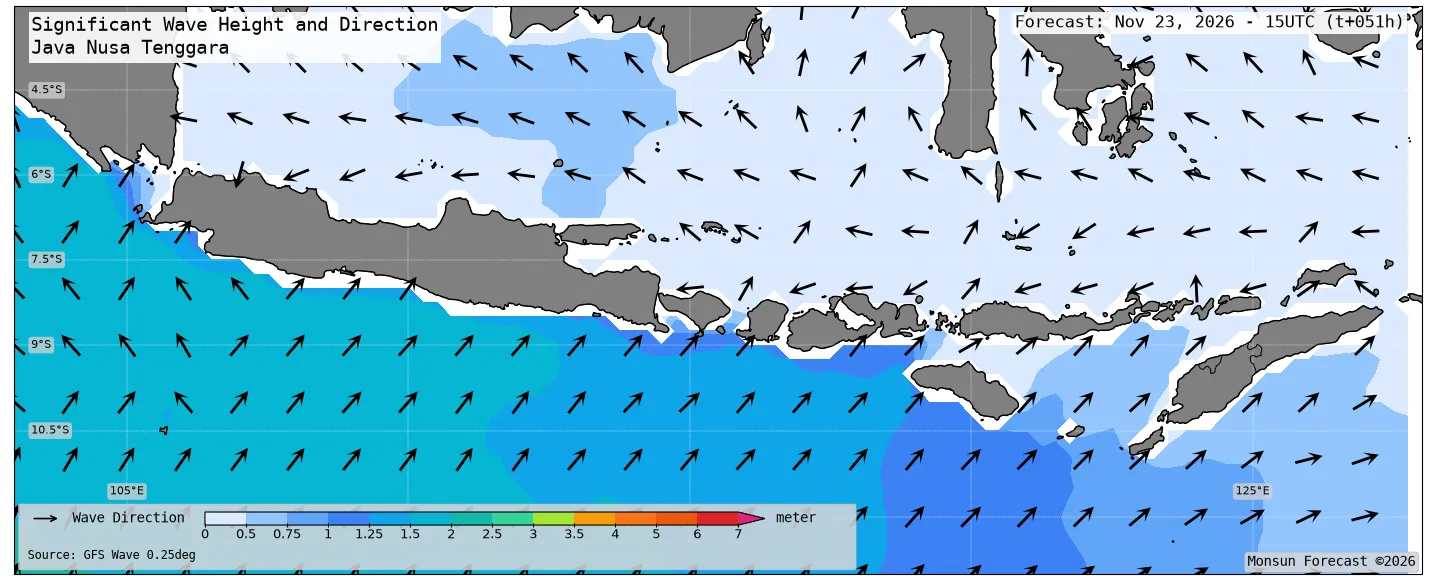 Significant Wave Height and Direction
Java Nusa Tenggara
Forecast: Nov 23, 2026 - 15UTC (t+051h)
4.5°S
6°S
7.5°S
9°S
10.5°S
105°E
125°E
Wave Direction
0 0.5 0.75 1 1.25 1.5 2 2.5 3 3.5 4 5 6 7
meter
Source: GFS Wave 0.25deg
Monsun Forecast ©2026